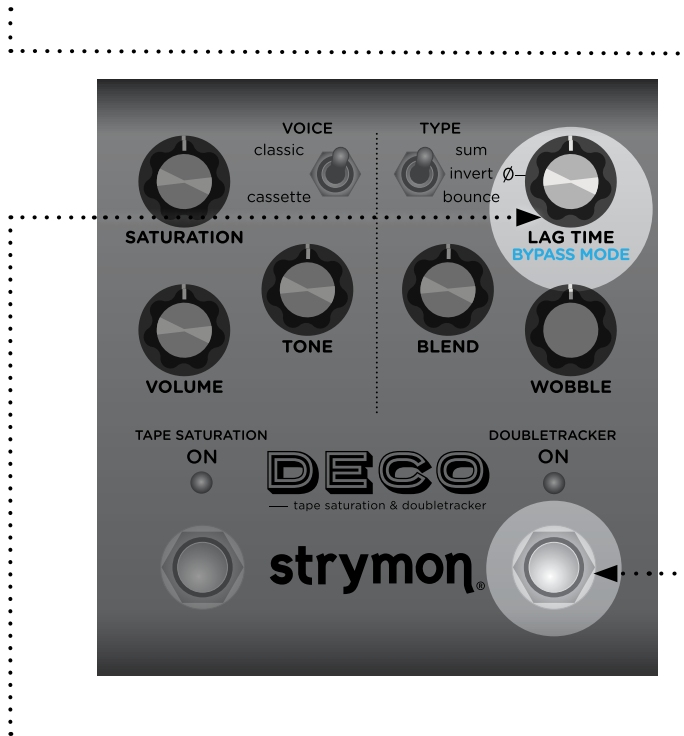 VOICE
classic
cassette
TYPE
sum
invert Ø
bounce
SATURATION
LAG TIME
BYPASS MODE
TONE
BLEND
VOLUME
WOBBLE
TAPE SATURATION
ON
DOUBLETRACKER
ON
DECO
tape saturation & doubletracker
strymon®